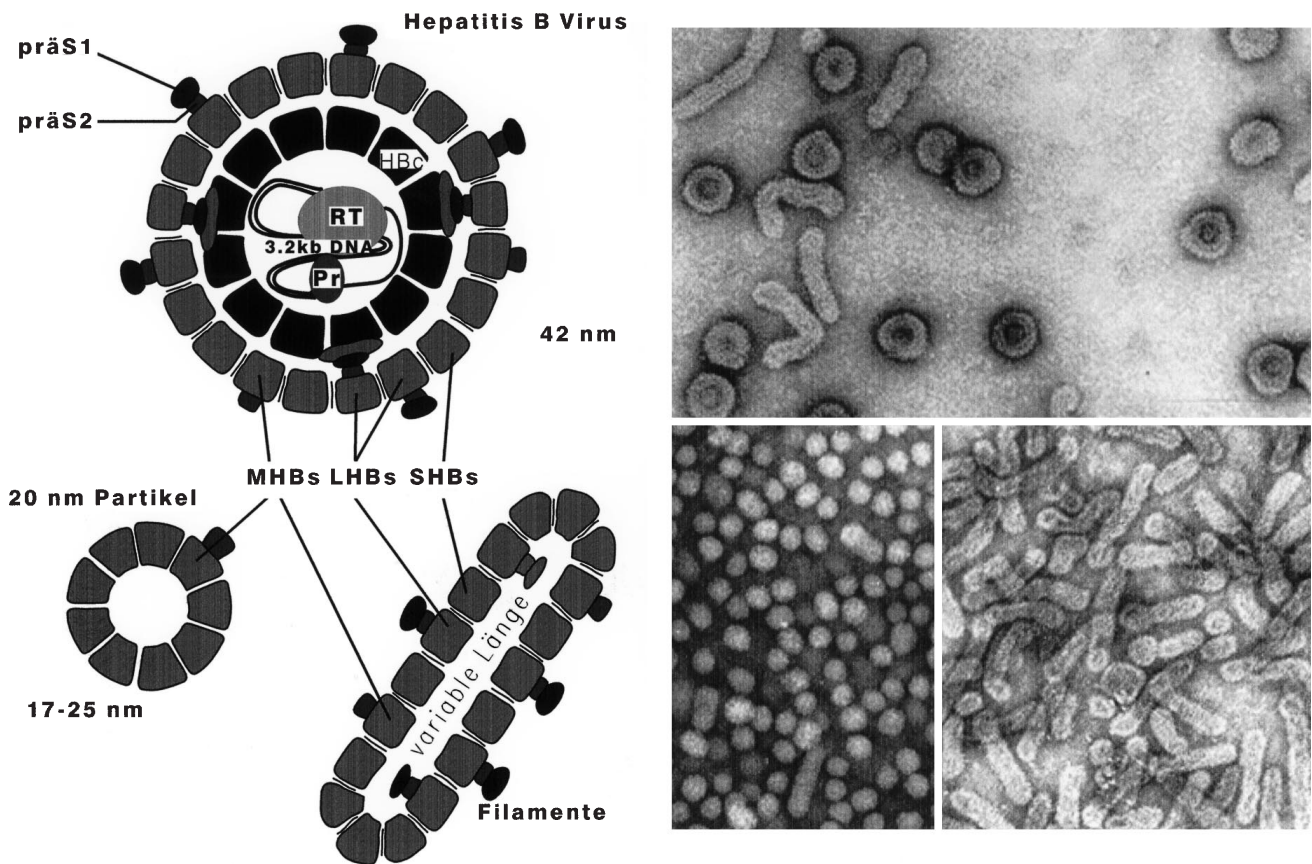 Hepatitis B Virus
präS1
präS2
HBc
RT
3.2kb DNA
Pr
42 nm
MHBs LHBs SHBs
20 nm Partikel
17-25 nm
variable Länge
Filamente